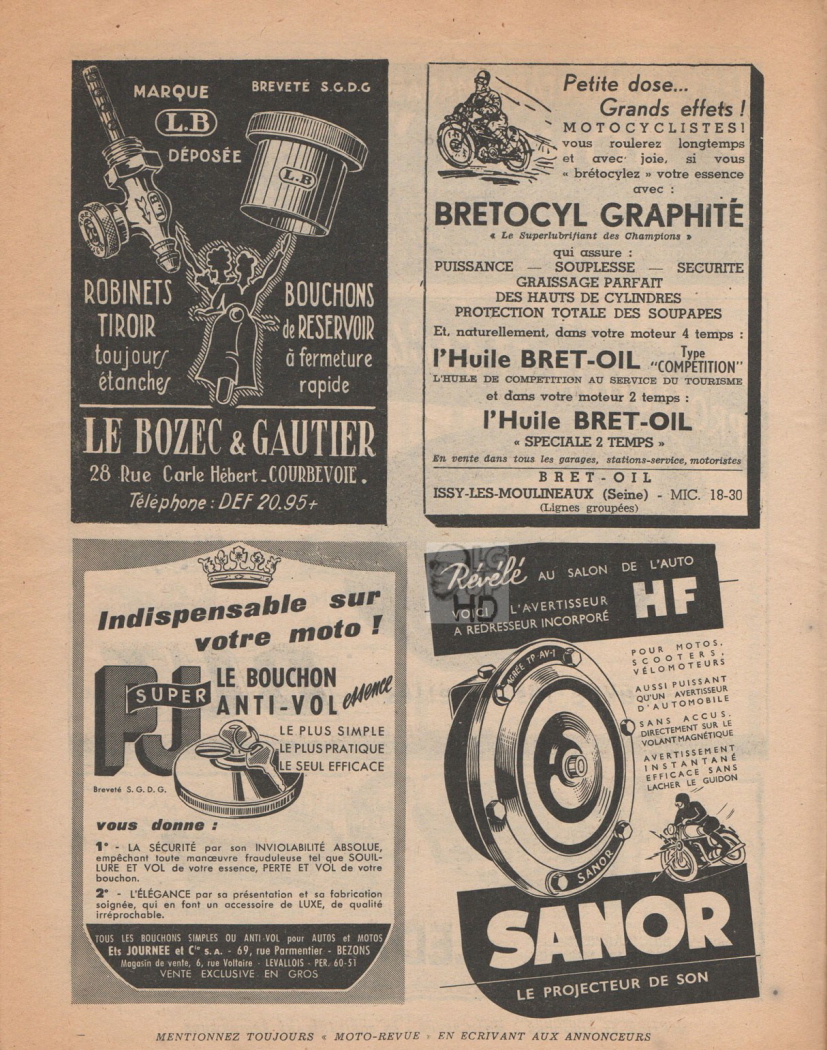 MARQUE
BREVETÉ S.G.D.G
L.B
DÉPOSÉE
L.B
ROBINETS
TIROIR
toujours
étanches
BOUCHONS
de RESERVOIR
à fermeture
rapide
LE BOZEC & GAUTIER
28 Rue Carle Hébert - COURBEVOIE.
Téléphone : DEF 20.95+
Petite dose...
Grands effets !
MOTOCYCLISTES!
vous roulerez longtemps
et avec joie, si vous
« brétocylez » votre essence
avec :
BRETOCYL GRAPHITÉ
« Le Superlubrifiant des Champions »
qui assure :
PUISSANCE — SOUPLESSE — SECURITE
GRAISSAGE PARFAIT
DES HAUTS DE CYLINDRES
PROTECTION TOTALE DES SOUPAPES
Et, naturellement, dans votre moteur 4 temps :
l'Huile BRET-OIL Type "COMPETITION"
L'HUILE DE COMPETITION AU SERVICE DU TOURISME
et dans votre moteur 2 temps :
l'Huile BRET-OIL
« SPECIALE 2 TEMPS »
En vente dans tous les garages, stations-service, motoristes
BRET-OIL
ISSY-LES-MOULINEAUX (Seine) - MIC. 18-30
(Lignes groupées)
Indispensable sur
votre moto !
PJ
SUPER
LE BOUCHON
ANTI-VOL essence
LE PLUS SIMPLE
LE PLUS PRATIQUE
LE SEUL EFFICACE
Breveté S. G. D. G.
vous donne :
1° - LA SÉCURITÉ par son INVIOLABILITÉ ABSOLUE,
empêchant toute manœuvre frauduleuse tel que SOUIL-
LURE ET VOL de votre essence, PERTE ET VOL de votre
bouchon.
2° - L'ÉLÉGANCE par sa présentation et sa fabrication
soignée, qui en font un accessoire de LUXE, de qualité
irréprochable.
TOUS LES BOUCHONS SIMPLES OU ANTI-VOL pour AUTOS et MOTOS
Ets JOURNEE et Cie S.A. - 69, rue Parmentier - BEZONS
Magasin de vente, 6, rue Voltaire - LEVALLOIS - PER. 60-51
VENTE EXCLUSIVE EN GROS
Révélé AU SALON DE L'AUTO
VOICI L'AVERTISSEUR
A REDRESSEUR INCORPORÉ
HF
HD
AGRÉÉ TP AV-1
POUR MOTOS,
SCOOTERS,
VÉLOMOTEURS
AUSSI PUISSANT
QU'UN AVERTISSEUR
D'AUTOMOBILE
SANS ACCUS,
DIRECTEMENT SUR LE
VOLANT MAGNÉTIQUE
AVERTISSEMENT
INSTANTANÉ
EFFICACE SANS
LACHER LE GUIDON
SANOR
SANOR
LE PROJECTEUR DE SON
MENTIONNEZ TOUJOURS « MOTO-REVUE » EN ECRIVANT AUX ANNONCEURS